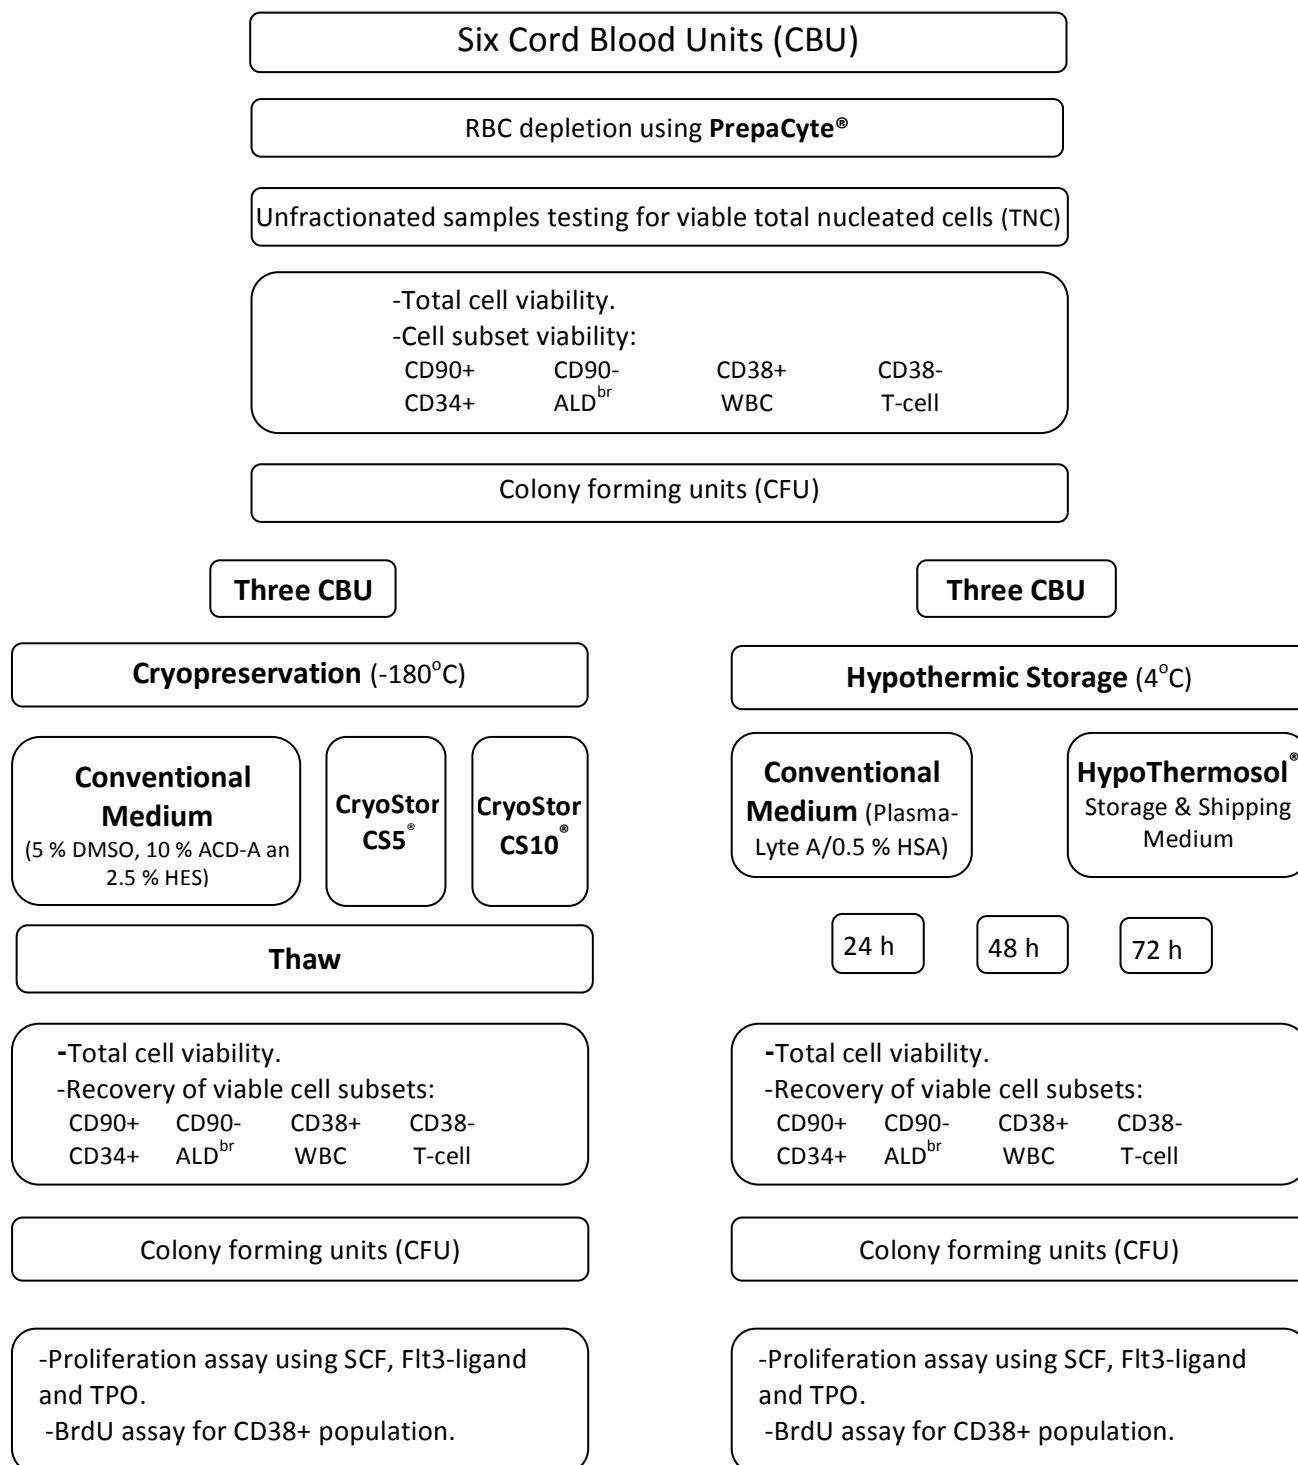 Six Cord Blood Units (CBU)
RBC depletion using PrepaCyte®
Unfractionated samples testing for viable total nucleated cells (TNC)
-Total cell viability.
-Cell subset viability:
CD90+ CD90- CD38+ CD38-
CD34+ ALDbr WBC T-cell
Colony forming units (CFU)
Three CBU
Cryopreservation (-180oC)
Conventional
Medium
(5 % DMSO, 10 % ACD-A an
2.5 % HES)
CryoStor
CS5®
CryoStor
CS10®
Thaw
-Total cell viability.
-Recovery of viable cell subsets:
CD90+ CD90- CD38+ CD38-
CD34+ ALDbr WBC T-cell
Colony forming units (CFU)
-Proliferation assay using SCF, Flt3-ligand
and TPO.
-BrdU assay for CD38+ population.
Three CBU
Hypothermic Storage (4oC)
Conventional
Medium (Plasma-
Lyte A/0.5 % HSA)
HypoThermosol®
Storage & Shipping
Medium
24 h
48 h
72 h
-Total cell viability.
-Recovery of viable cell subsets:
CD90+ CD90- CD38+ CD38-
CD34+ ALDbr WBC T-cell
Colony forming units (CFU)
-Proliferation assay using SCF, Flt3-ligand
and TPO.
-BrdU assay for CD38+ population.